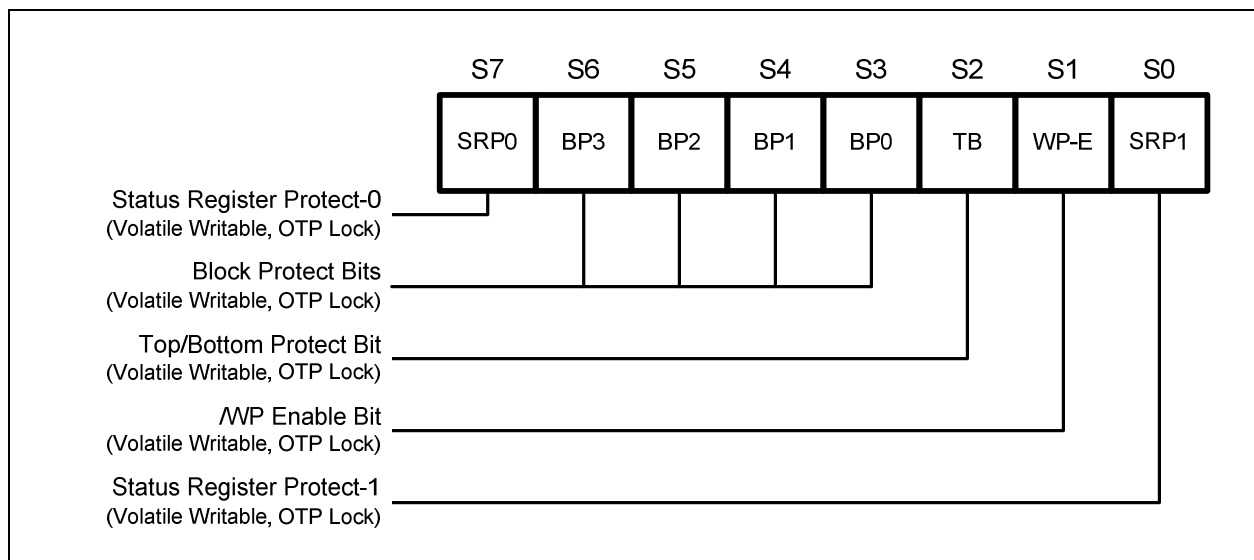 S7 S6 S5 S4 S3 S2 S1 S0
SRP0 BP3 BP2 BP1 BP0 TB WP-E SRP1
Status Register Protect-0
(Volatile Writable, OTP Lock)
Block Protect Bits
(Volatile Writable, OTP Lock)
Top/Bottom Protect Bit
(Volatile Writable, OTP Lock)
/WP Enable Bit
(Volatile Writable, OTP Lock)
Status Register Protect-1
(Volatile Writable, OTP Lock)